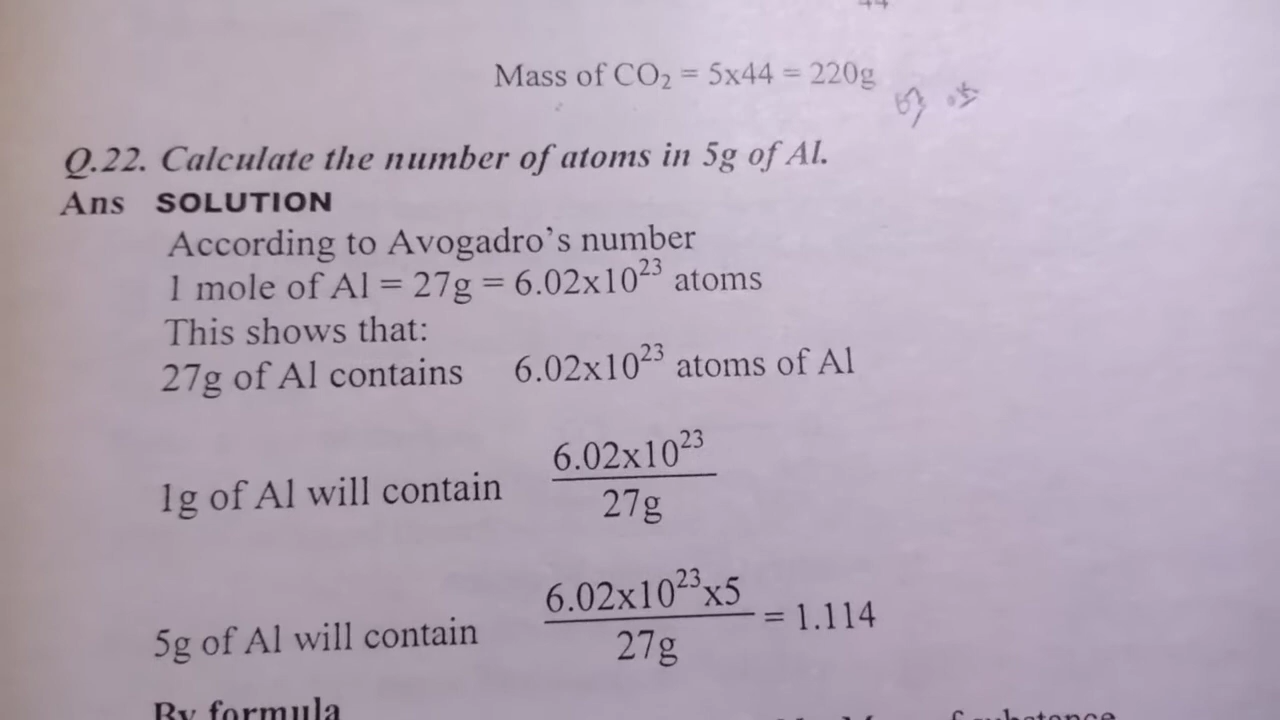 44
Mass of CO₂ = 5x44 = 220g
Q.22. Calculate the number of atoms in 5g of Al.
Ans SOLUTION
According to Avogadro's number
1 mole of Al = 27g = 6.02x10²³ atoms
This shows that:
27g of Al contains 6.02x10²³ atoms of Al
6.02x10²³
1g of Al will contain
27g
6.02x10²³x5
5g of Al will contain = 1.114
27g
By formula